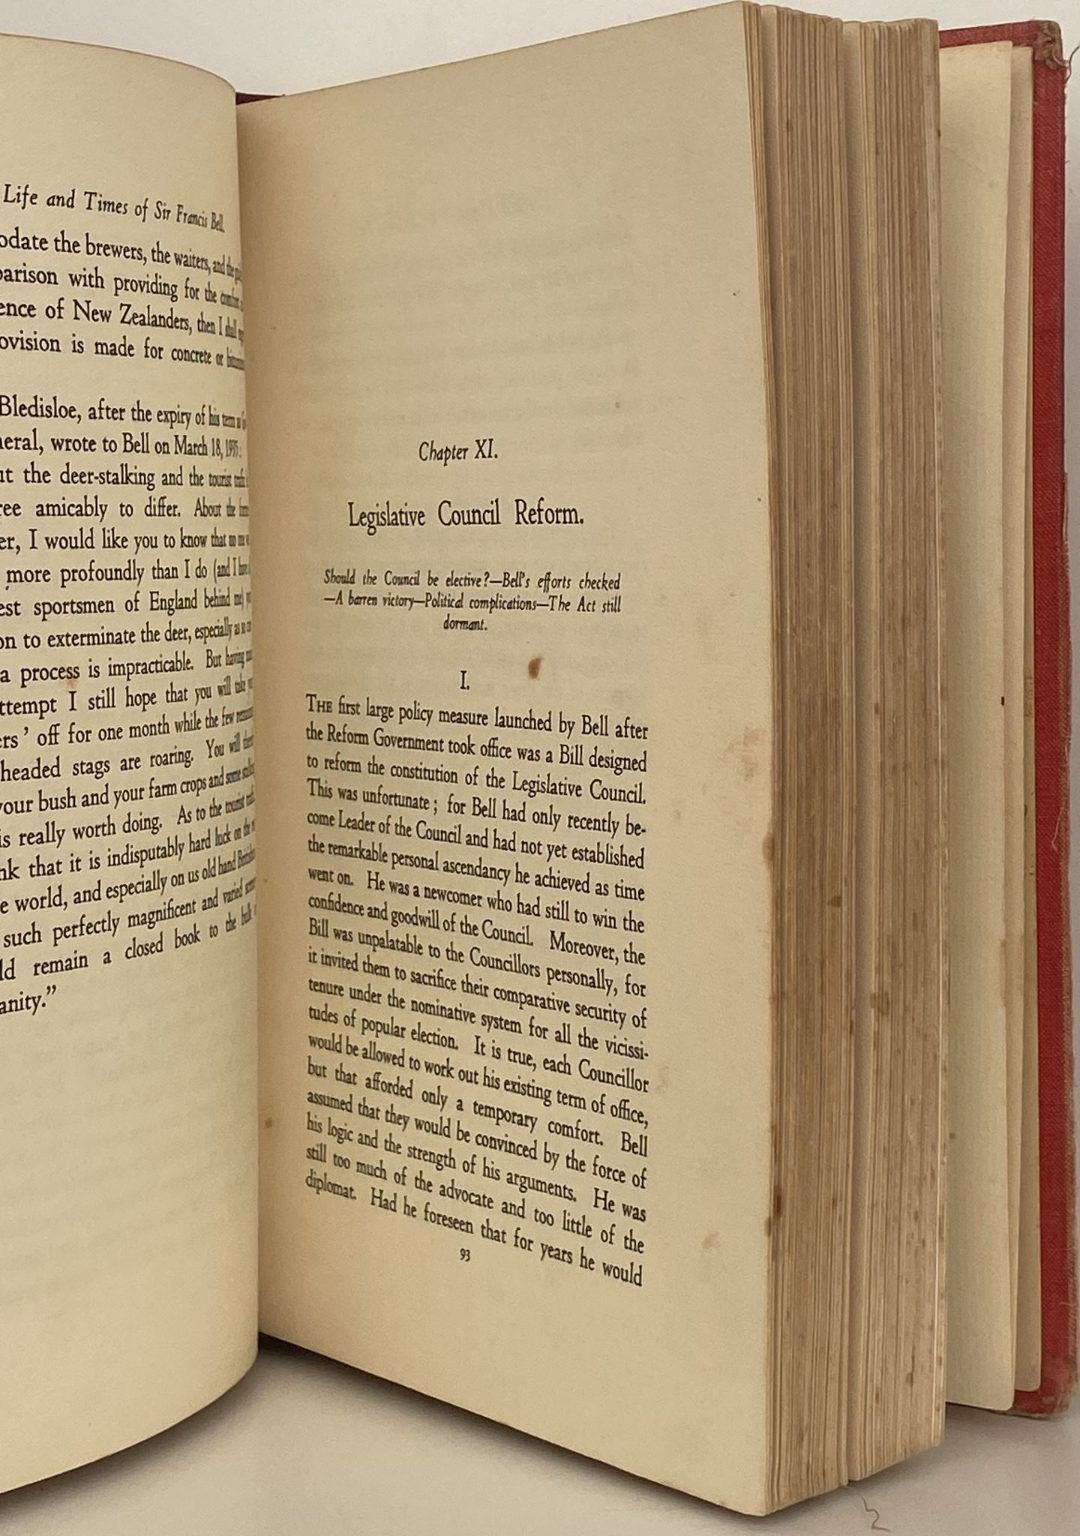 Life and Times of Sir Francis Bell.
odate the brewers, the waiters, and the
parison with providing for the comfort
ence of New Zealanders, then I shall
ovision is made for concrete or
Bledisloe, after the expiry of his term as
neral, wrote to Bell on March 18, 1935:
ut the deer-stalking and the tourist traffic
ree amicably to differ. About the
er, I would like you to know that no one
more profoundly than I do (and I have
est sportsmen of England behind me)
on to exterminate the deer, especially as
a process is impracticable. But having
ttempt I still hope that you will take
ers' off for one month while the few
headed stags are roaring. You will
your bush and your farm crops and some
is really worth doing. As to the tourist
nk that it is indisputably hard luck on the
e world, and especially on us old hand
such perfectly magnificent and varied
ld remain a closed book to the bulk
anity."
Chapter XI.
Legislative Council Reform.
Should the Council be elective?—Bell's efforts checked
—A barren victory—Political complications—The Act still
dormant.
I.
THE first large policy measure launched by Bell after
the Reform Government took office was a Bill designed
to reform the constitution of the Legislative Council.
This was unfortunate; for Bell had only recently be-
come Leader of the Council and had not yet established
the remarkable personal ascendancy he achieved as time
went on. He was a newcomer who had still to win the
confidence and goodwill of the Council. Moreover, the
Bill was unpalatable to the Councillors personally, for
it invited them to sacrifice their comparative security of
tenure under the nominative system for all the vicissi-
tudes of popular election. It is true, each Councillor
would be allowed to work out his existing term of office,
but that afforded only a temporary comfort. Bell
assumed that they would be convinced by the force of
his logic and the strength of his arguments. He was
still too much of the advocate and too little of the
diplomat. Had he foreseen that for years he would
93